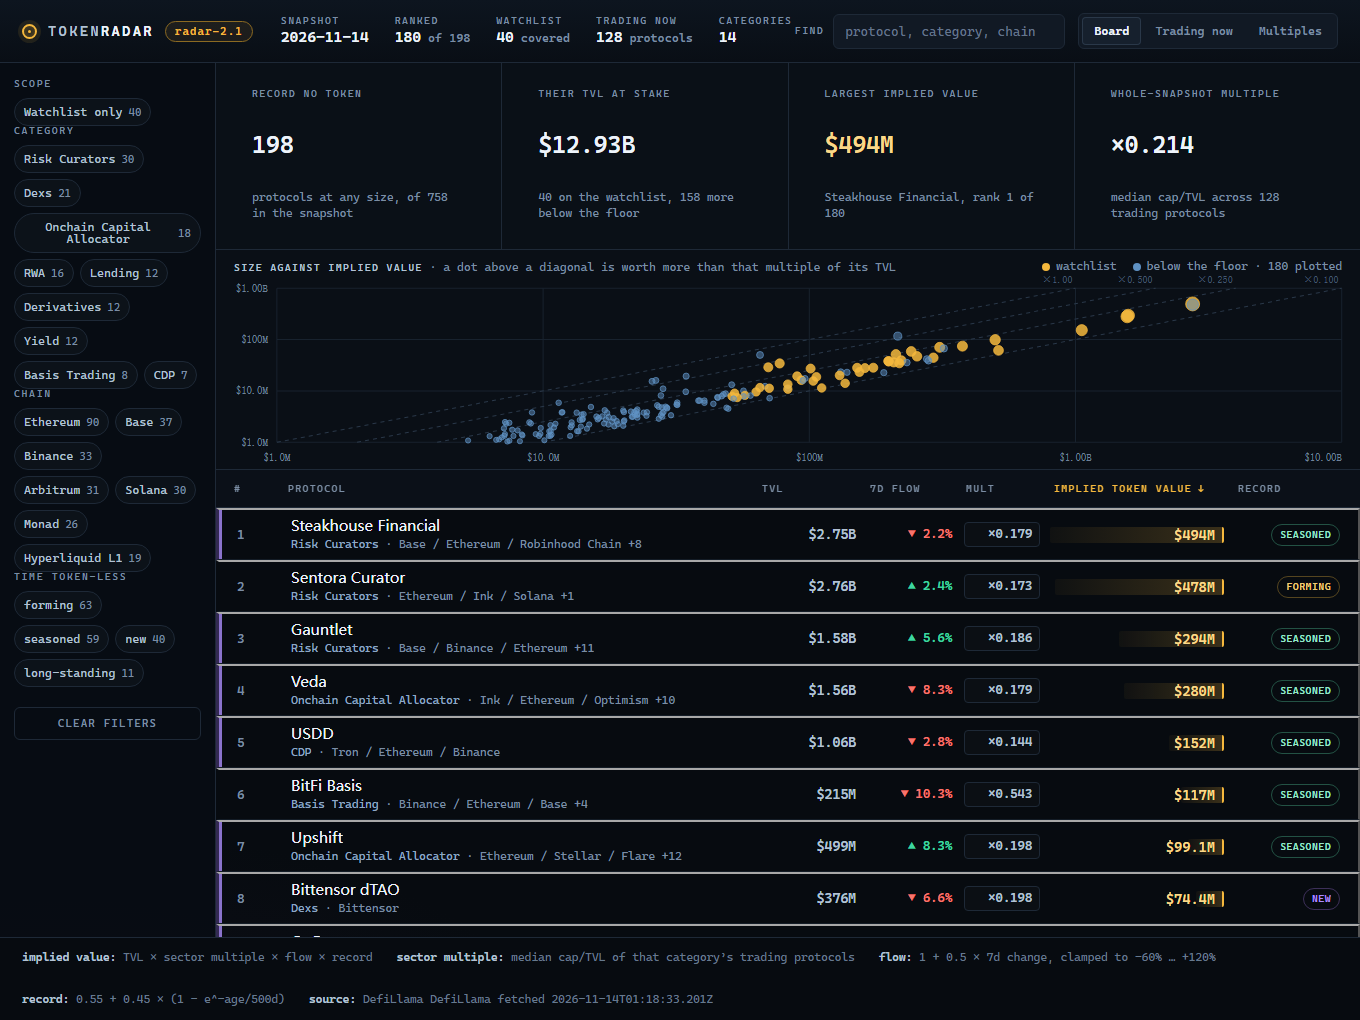 TOKENRADAR
radar-2.1
SNAPSHOT
2026-11-14
RANKED
180 of 198
WATCHLIST
40 covered
TRADING NOW
128 protocols
CATEGORIES
14
FIND
protocol, category, chain
Board
Trading now
Multiples
SCOPE
Watchlist only 40
CATEGORY
Risk Curators 30
Dexs 21
Onchain Capital
Allocator
18
RWA 16
Lending 12
Derivatives 12
Yield 12
Basis Trading 8
CDP 7
CHAIN
Ethereum 90
Base 37
Binance 33
Arbitrum 31
Solana 30
Monad 26
Hyperliquid L1 19
TIME TOKEN-LESS
forming 63
seasoned 59
new 40
long-standing 11
CLEAR FILTERS
RECORD NO TOKEN
198
protocols at any size, of 758
in the snapshot
THEIR TVL AT STAKE
$12.93B
40 on the watchlist, 158 more
below the floor
LARGEST IMPLIED VALUE
$494M
Steakhouse Financial, rank 1 of
180
WHOLE-SNAPSHOT MULTIPLE
×0.214
median cap/TVL across 128
trading protocols
SIZE AGAINST IMPLIED VALUE · a dot above a diagonal is worth more than that multiple of its TVL
watchlist
below the floor · 180 plotted
×1.00
×0.500
×0.250
×0.100
$1.00B
$100M
$10.0M
$1.0M
$1.0M
$10.0M
$100M
$1.00B
$10.00B
# PROTOCOL TVL 7D FLOW MULT IMPLIED TOKEN VALUE ↓ RECORD
1 Steakhouse Financial $2.75B ▼ 2.2% ×0.179 $494M SEASONED
Risk Curators · Base / Ethereum / Robinhood Chain +8
2 Sentora Curator $2.76B ▲ 2.4% ×0.173 $478M FORMING
Risk Curators · Ethereum / Ink / Solana +1
3 Gauntlet $1.58B ▲ 5.6% ×0.186 $294M SEASONED
Risk Curators · Base / Binance / Ethereum +11
4 Veda $1.56B ▼ 8.3% ×0.179 $280M SEASONED
Onchain Capital Allocator · Ink / Ethereum / Optimism +10
5 USDD $1.06B ▼ 2.8% ×0.144 $152M SEASONED
CDP · Tron / Ethereum / Binance
6 BitFi Basis $215M ▼ 10.3% ×0.543 $117M SEASONED
Basis Trading · Binance / Ethereum / Base +4
7 Upshift $499M ▲ 8.3% ×0.198 $99.1M SEASONED
Onchain Capital Allocator · Ethereum / Stellar / Flare +12
8 Bittensor dTAO $376M ▼ 6.6% ×0.198 $74.4M NEW
Dexs · Bittensor
implied value: TVL × sector multiple × flow × record
sector multiple: median cap/TVL of that category's trading protocols
flow: 1 + 0.5 × 7d change, clamped to −60% … +120%
record: 0.55 + 0.45 × (1 − e^−age/500d)
source: DefiLlama DefiLlama fetched 2026-11-14T01:18:33.201Z